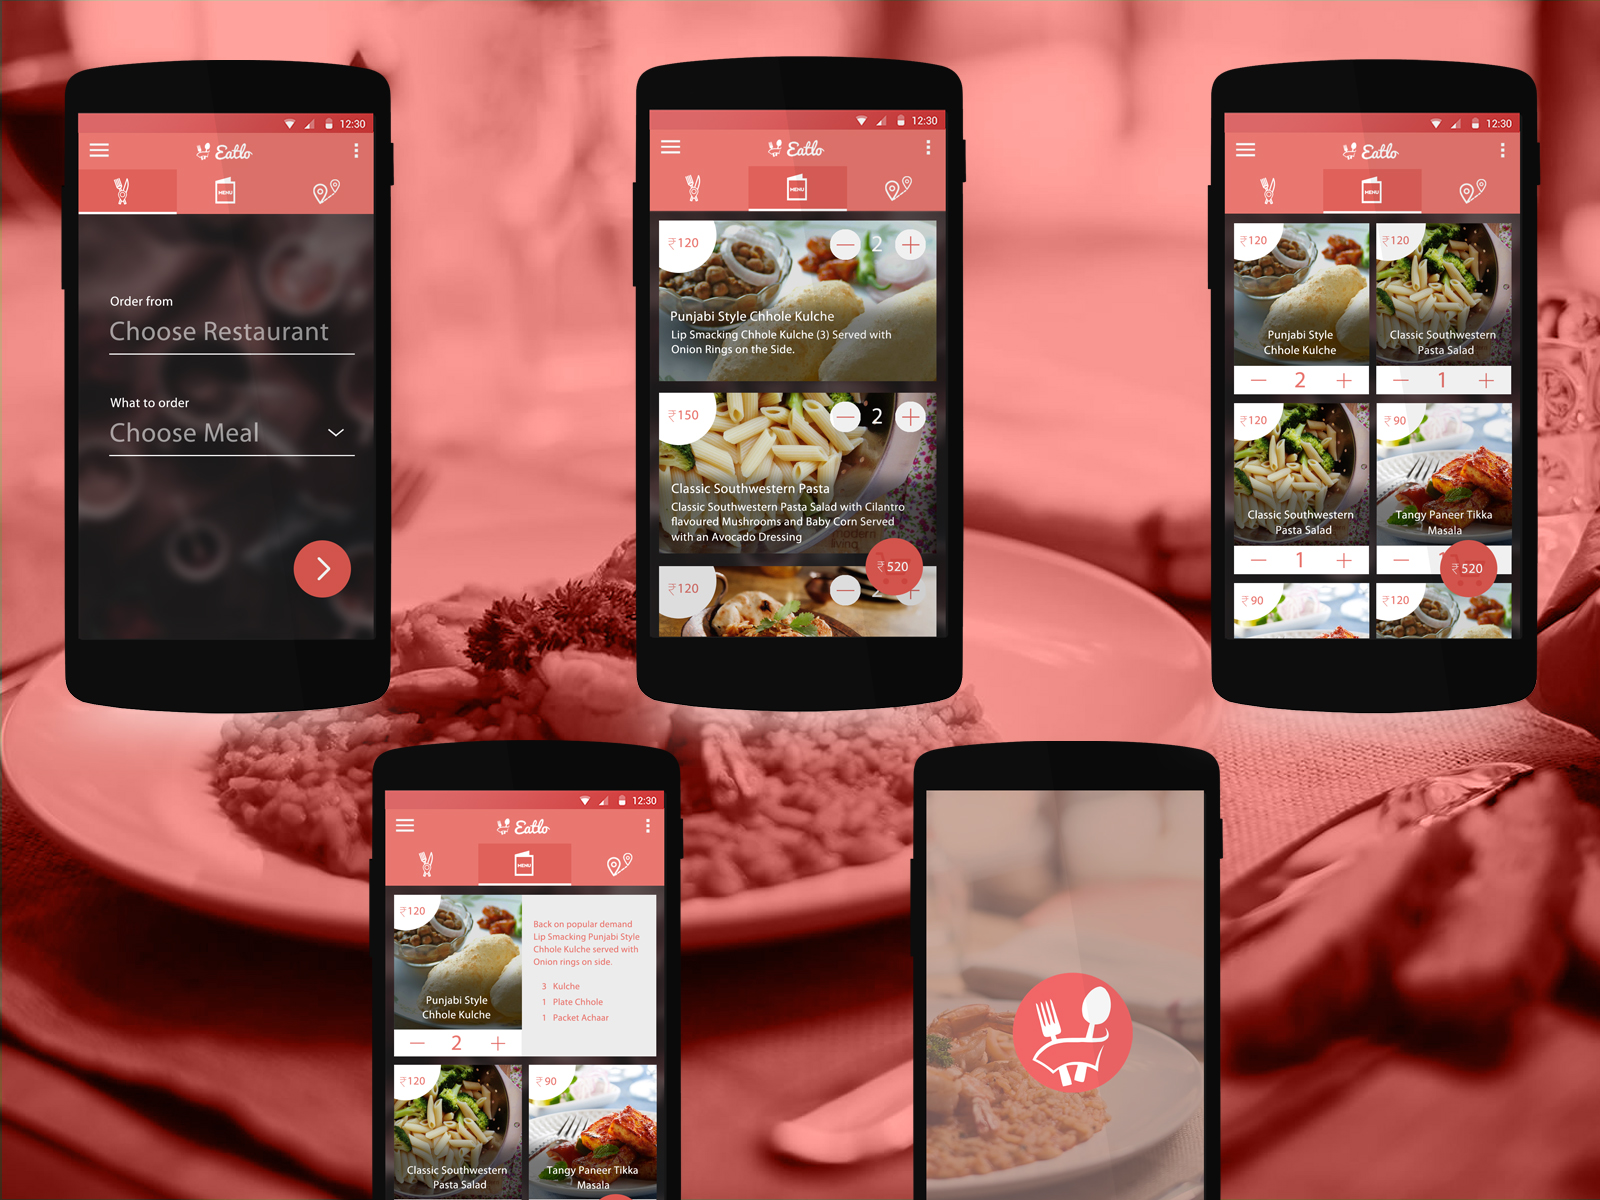 12:30
Eatlo
MENU
Order from
Choose Restaurant
What to order
Choose Meal
12:30
Eatlo
MENU
₹120
2
Punjabi Style Chhole Kulche
Lip Smacking Chhole Kulche (3) Served with
Onion Rings on the Side.
₹150
2
Classic Southwestern Pasta
Classic Southwestern Pasta Salad with Cilantro
flavoured Mushrooms and Baby Corn Served
with an Avocado Dressing
modern
living
₹520
₹120
2
12:30
Eatlo
MENU
₹120
₹120
Punjabi Style
Chhole Kulche
Classic Southwestern
Pasta Salad
2
1
₹120
₹90
Classic Southwestern
Pasta Salad
Tangy Paneer Tikka
Masala
1
₹520
₹90
₹120
12:30
Eatlo
MENU
₹120
Punjabi Style
Chhole Kulche
2
Back on popular demand
Lip Smacking Punjabi Style
Chhole Kulche served with
Onion rings on side.
3 Kulche
1 Plate Chhole
1 Packet Achaar
₹120
₹90
Classic Southwestern
Pasta Salad
Tangy Paneer Tikka
Masala